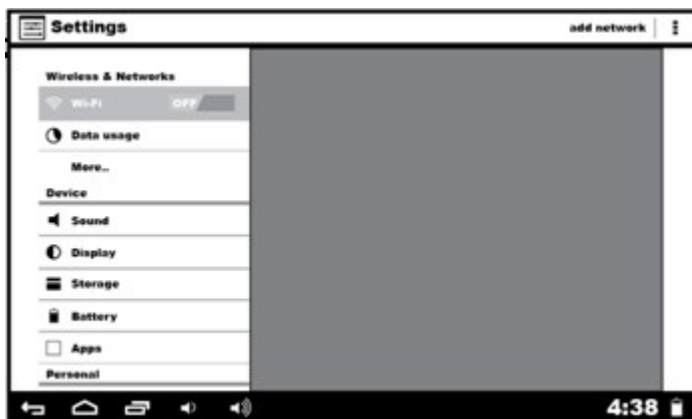 Settings add network
Wireless & Networks
Wi-Fi OFF
Data usage
More...
Device
Sound
Display
Storage
Battery
Apps
Personal
4:38